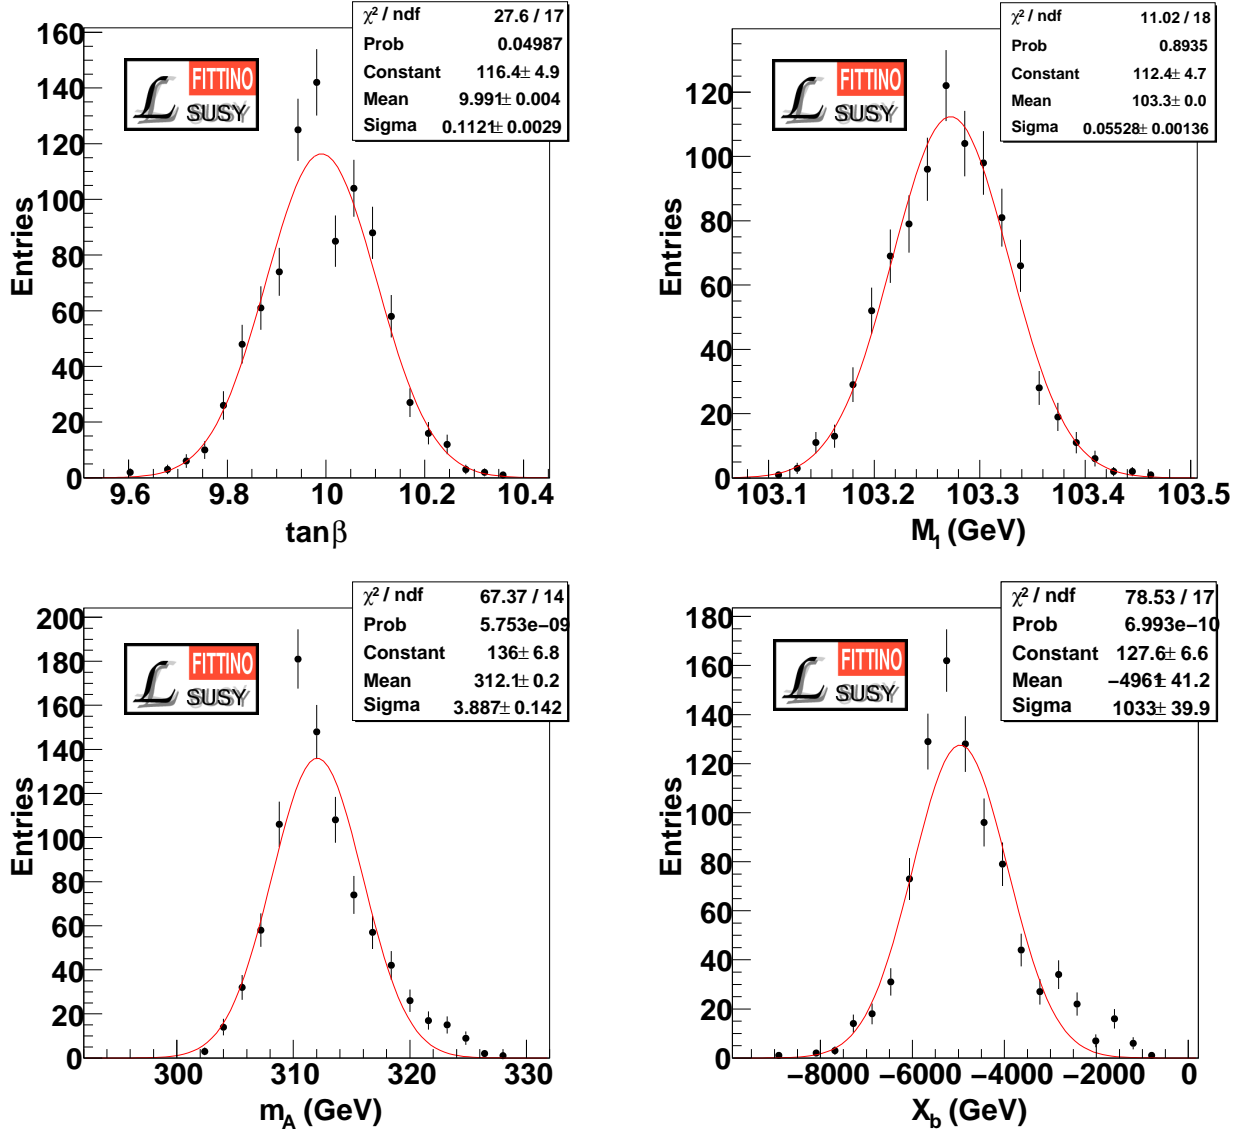 χ² / ndf 27.6 / 17
Prob 0.04987
Constant 116.4± 4.9
Mean 9.991± 0.004
Sigma 0.1121± 0.0029
160
140
120
100
80
60
40
20
0
Entries
L FITTINO
SUSY
9.6 9.8 10 10.2 10.4
tanβ
χ² / ndf 11.02 / 18
Prob 0.8935
Constant 112.4± 4.7
Mean 103.3± 0.0
Sigma 0.05528± 0.00136
120
100
80
60
40
20
0
Entries
L FITTINO
SUSY
103.1 103.2 103.3 103.4 103.5
M₁ (GeV)
χ² / ndf 67.37 / 14
Prob 5.753e−09
Constant 136± 6.8
Mean 312.1± 0.2
Sigma 3.887± 0.142
200
180
160
140
120
100
80
60
40
20
0
Entries
L FITTINO
SUSY
300 310 320 330
m_A (GeV)
χ² / ndf 78.53 / 17
Prob 6.993e−10
Constant 127.6± 6.6
Mean −4961± 41.2
Sigma 1033± 39.9
180
160
140
120
100
80
60
40
20
0
Entries
L FITTINO
SUSY
−8000 −6000 −4000 −2000 0
X_b (GeV)